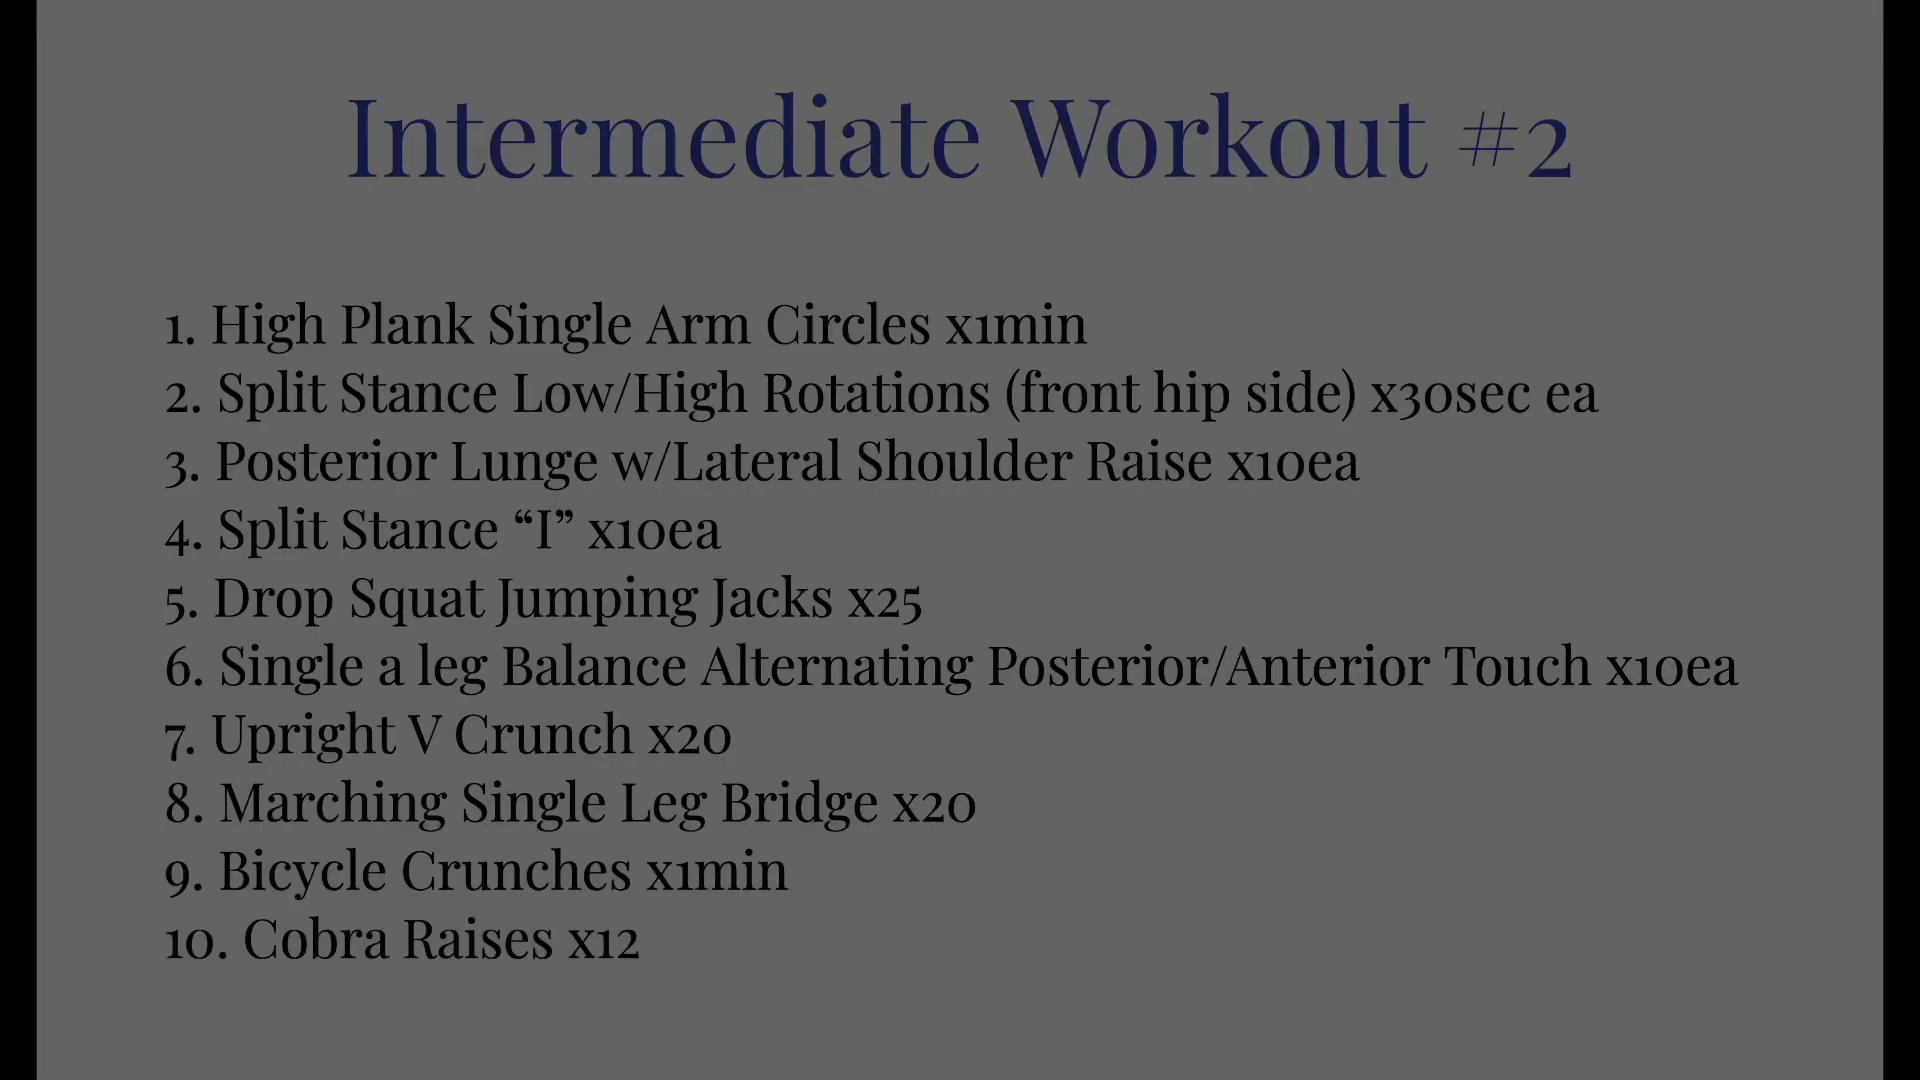 Intermediate Workout #2
1. High Plank Single Arm Circles x1min
2. Split Stance Low/High Rotations (front hip side) x30sec ea
3. Posterior Lunge w/Lateral Shoulder Raise x10ea
4. Split Stance “I” x10ea
5. Drop Squat Jumping Jacks x25
6. Single a leg Balance Alternating Posterior/Anterior Touch x10ea
7. Upright V Crunch x20
8. Marching Single Leg Bridge x20
9. Bicycle Crunches x1min
10. Cobra Raises x12